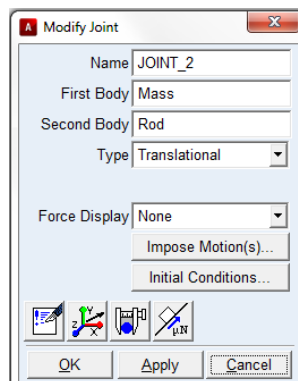 Modify Joint
Name JOINT_2
First Body Mass
Second Body Rod
Type Translational
Force Display None
Impose Motion(s)...
Initial Conditions...
Z Y X μN
OK Apply Cancel